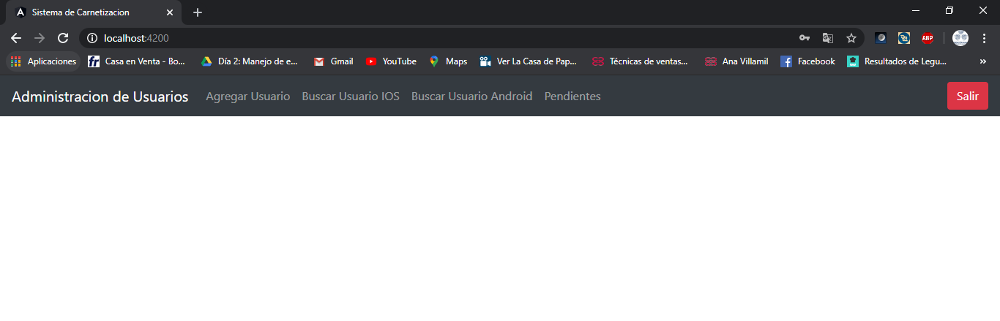 Sistema de Carnetizacion
localhost:4200
Aplicaciones Casa en Venta - Bo... Día 2: Manejo de e... Gmail YouTube Maps Ver La Casa de Pap... Técnicas de ventas... Ana Villamil Facebook Resultados de Legu... »
Administracion de Usuarios Agregar Usuario Buscar Usuario IOS Buscar Usuario Android Pendientes Salir